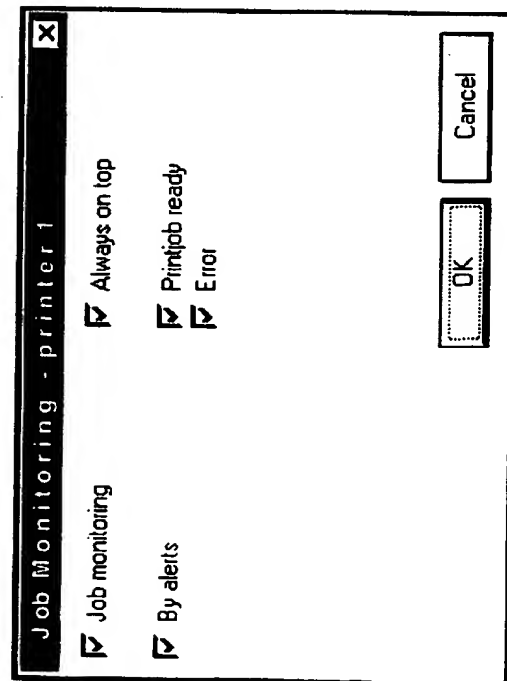 Job Monitoring - printer 1
Job monitoring Always on top
By alerts Printjob ready
Error
OK Cancel